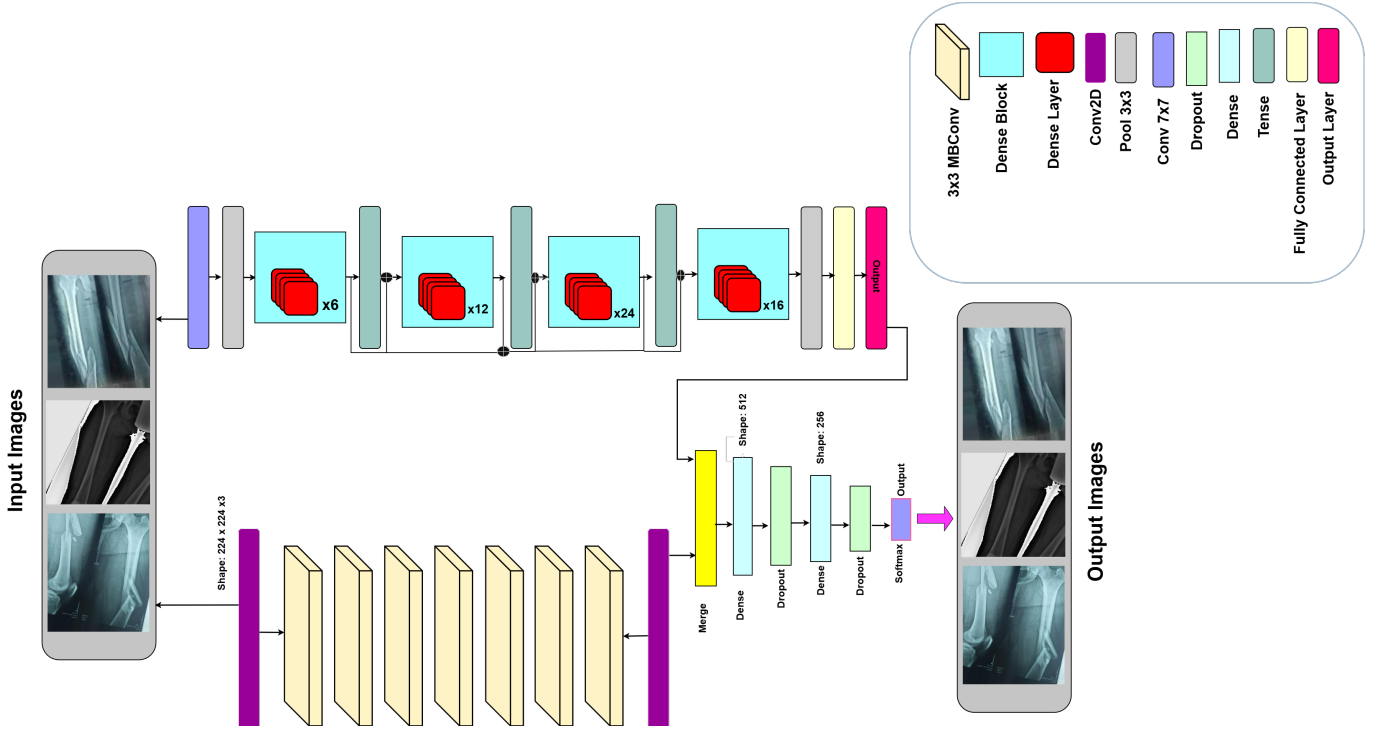 3x3 MBConv
Dense Block
Dense Layer
Conv2D
Pool 3x3
Conv 7x7
Dropout
Dense
Tense
Fully Connected Layer
Output Layer
Input Images
x6
x12
x24
x16
Output
Shape: 224 x 224 x3
Merge
Dense
Shape: 512
Dropout
Dense
Shape: 256
Dropout
Softmax
Output
Output Images